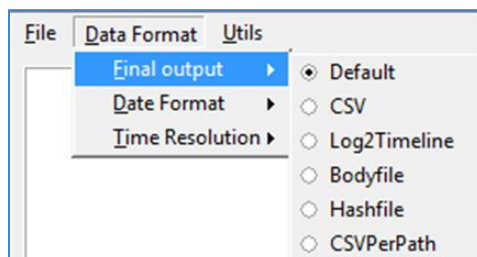 File Data Format Utils
Final output
Date Format
Time Resolution
Default
CSV
Log2Timeline
Bodyfile
Hashfile
CSVPerPath